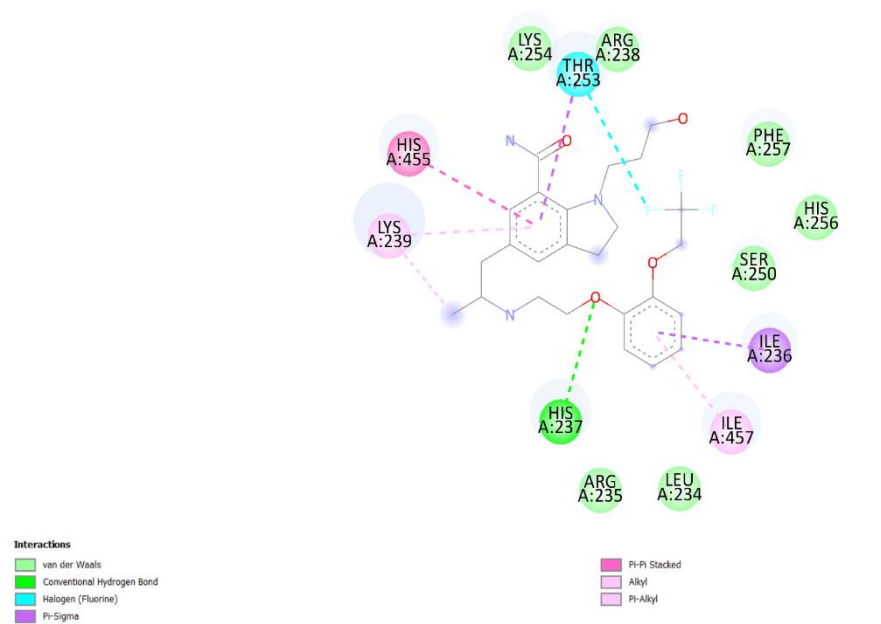 LYS
A:254
ARG
A:238
THR
A:253
HIS
A:455
PHE
A:257
LYS
A:239
HIS
A:256
SER
A:250
ILE
A:236
HIS
A:237
ILE
A:457
ARG
A:235
LEU
A:234
N
O
O
N
F
F
F
O
O
N
Interactions
van der Waals
Conventional Hydrogen Bond
Halogen (Fluorine)
Pi-Sigma
Pi-Pi Stacked
Alkyl
Pi-Alkyl